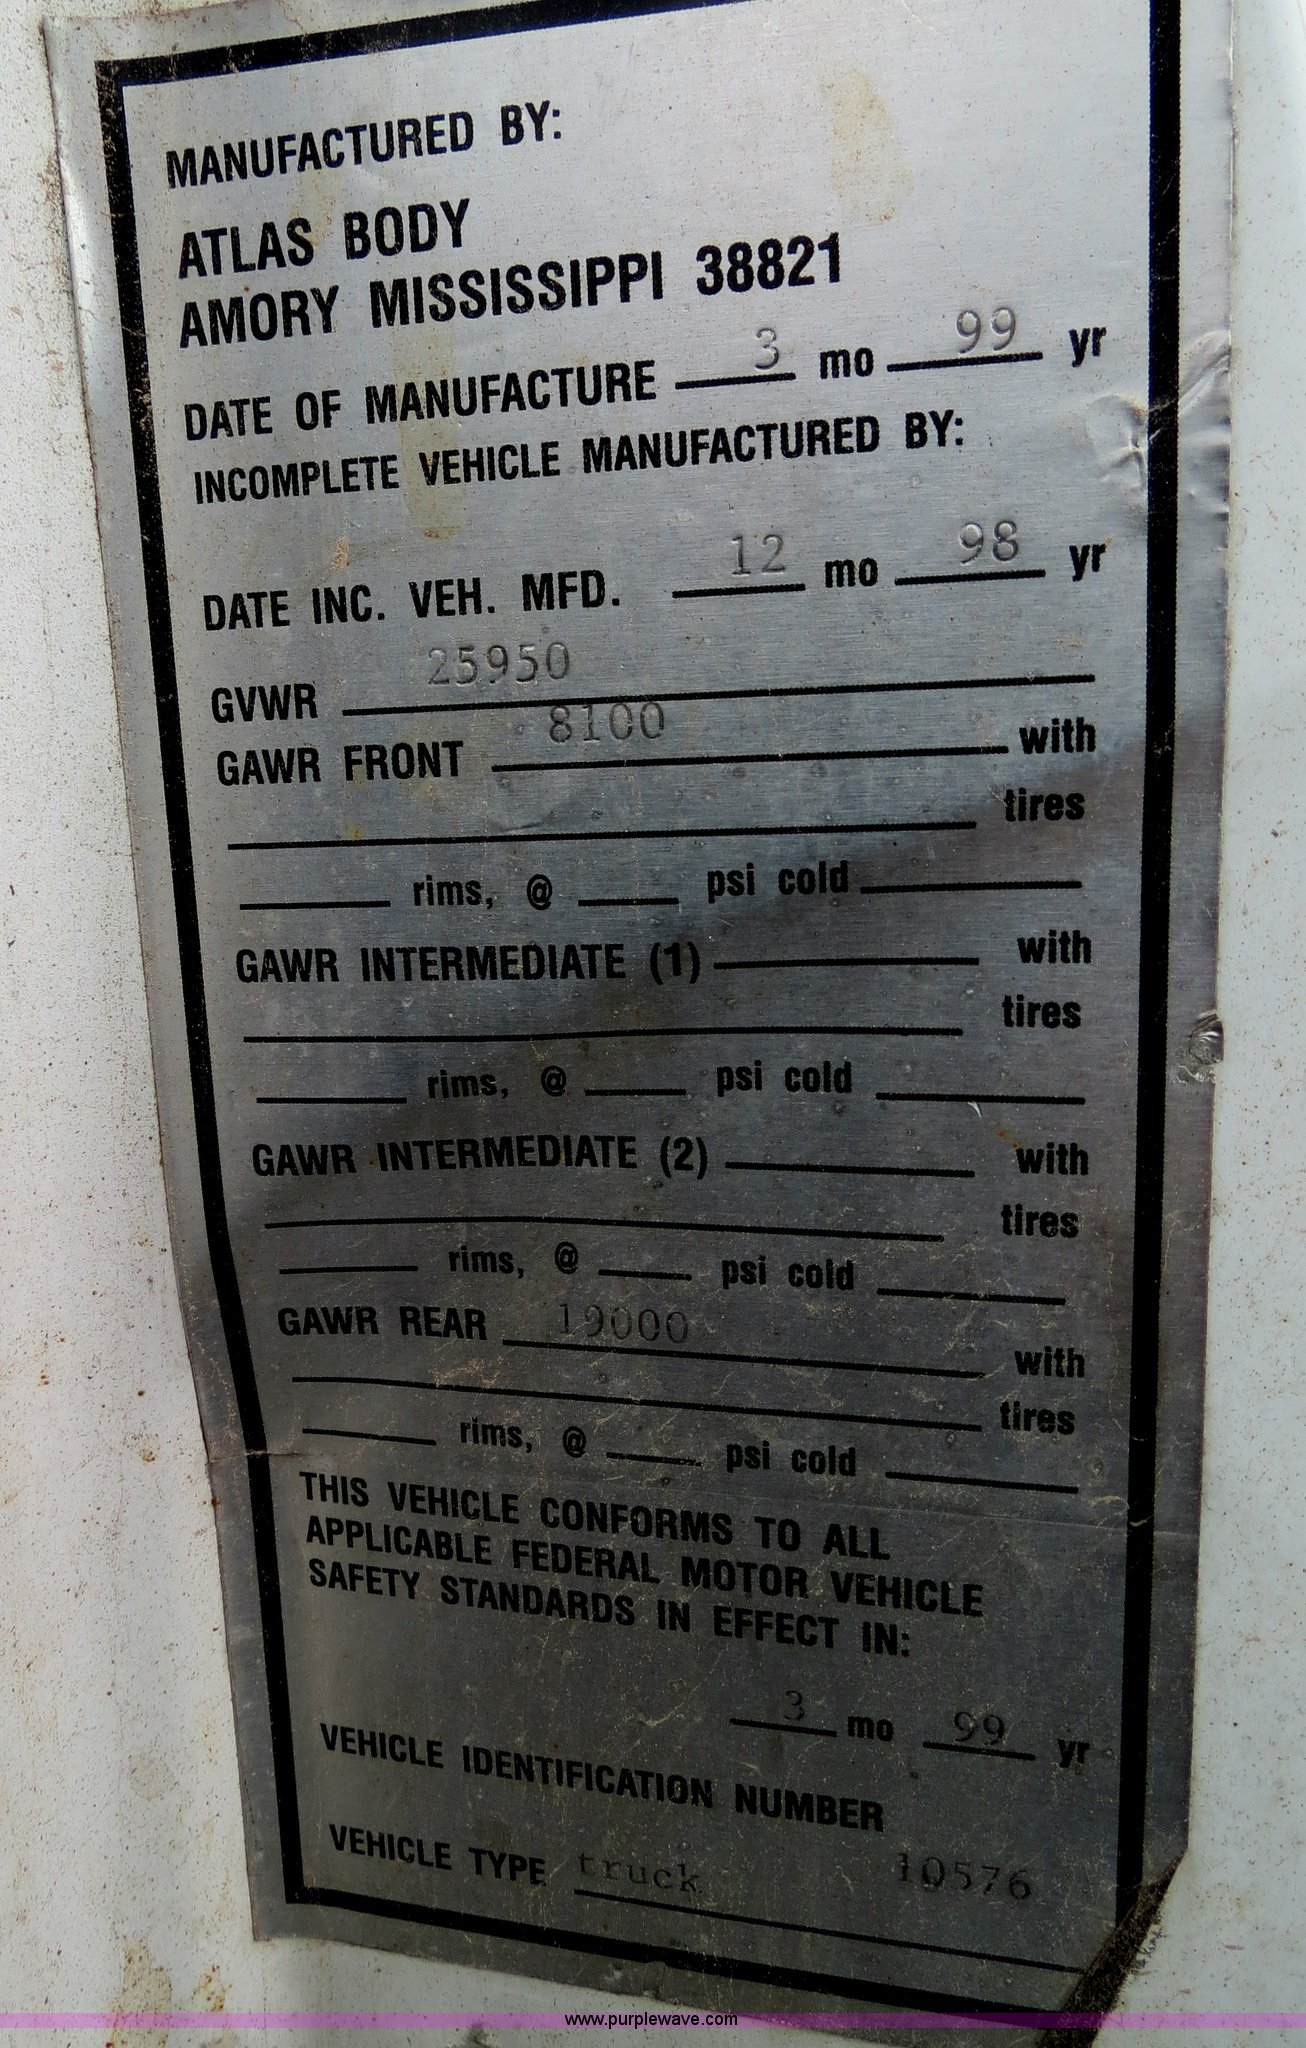 MANUFACTURED BY:
ATLAS BODY
AMORY MISSISSIPPI 38821
DATE OF MANUFACTURE 3 mo 99 yr
INCOMPLETE VEHICLE MANUFACTURED BY:
DATE INC. VEH. MFD. 12 mo 98 yr
GVWR 25950
GAWR FRONT 8100 with
tires
rims, @ psi cold
GAWR INTERMEDIATE (1) with
tires
rims, @ psi cold
GAWR INTERMEDIATE (2) with
tires
rims, @ psi cold
GAWR REAR 19000 with
tires
rims, @ psi cold
THIS VEHICLE CONFORMS TO ALL
APPLICABLE FEDERAL MOTOR VEHICLE
SAFETY STANDARDS IN EFFECT IN:
3 mo 99 yr
VEHICLE IDENTIFICATION NUMBER
VEHICLE TYPE truck 10576
www.purplewave.com